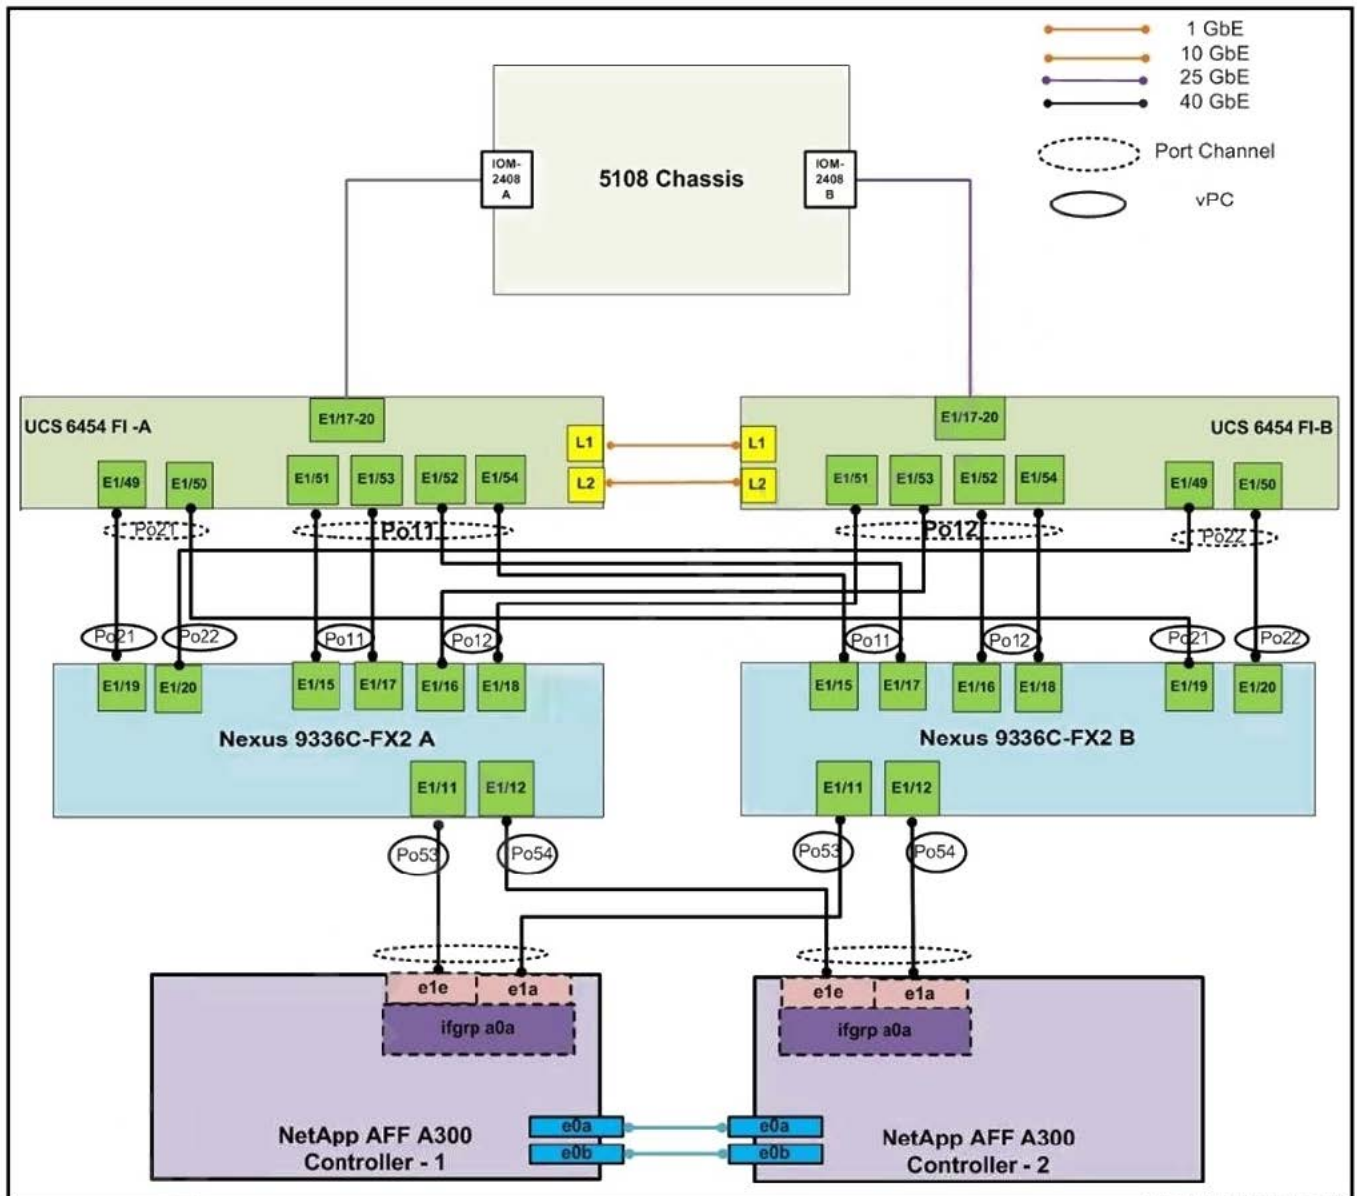 1 GbE
10 GbE
25 GbE
40 GbE
Port Channel
vPC
IOM-
2408
A
5108 Chassis
IOM-
2408
B
UCS 6454 FI -A
E1/17-20
L1
L2
E1/49
E1/50
E1/51
E1/53
E1/52
E1/54
L1
L2
E1/17-20
UCS 6454 FI-B
E1/51
E1/53
E1/52
E1/54
E1/49
E1/50
Po21
Po11
Po12
Po22
Po21
Po22
Po11
Po12
Po11
Po12
Po21
Po22
E1/19
E1/20
E1/15
E1/17
E1/16
E1/18
Nexus 9336C-FX2 A
E1/11
E1/12
E1/15
E1/17
E1/16
E1/18
E1/19
E1/20
Nexus 9336C-FX2 B
E1/11
E1/12
Po53
Po54
Po53
Po54
e1e
e1a
ifgrp a0a
e1e
e1a
ifgrp a0a
NetApp AFF A300
Controller - 1
e0a
e0b
e0a
e0b
NetApp AFF A300
Controller - 2